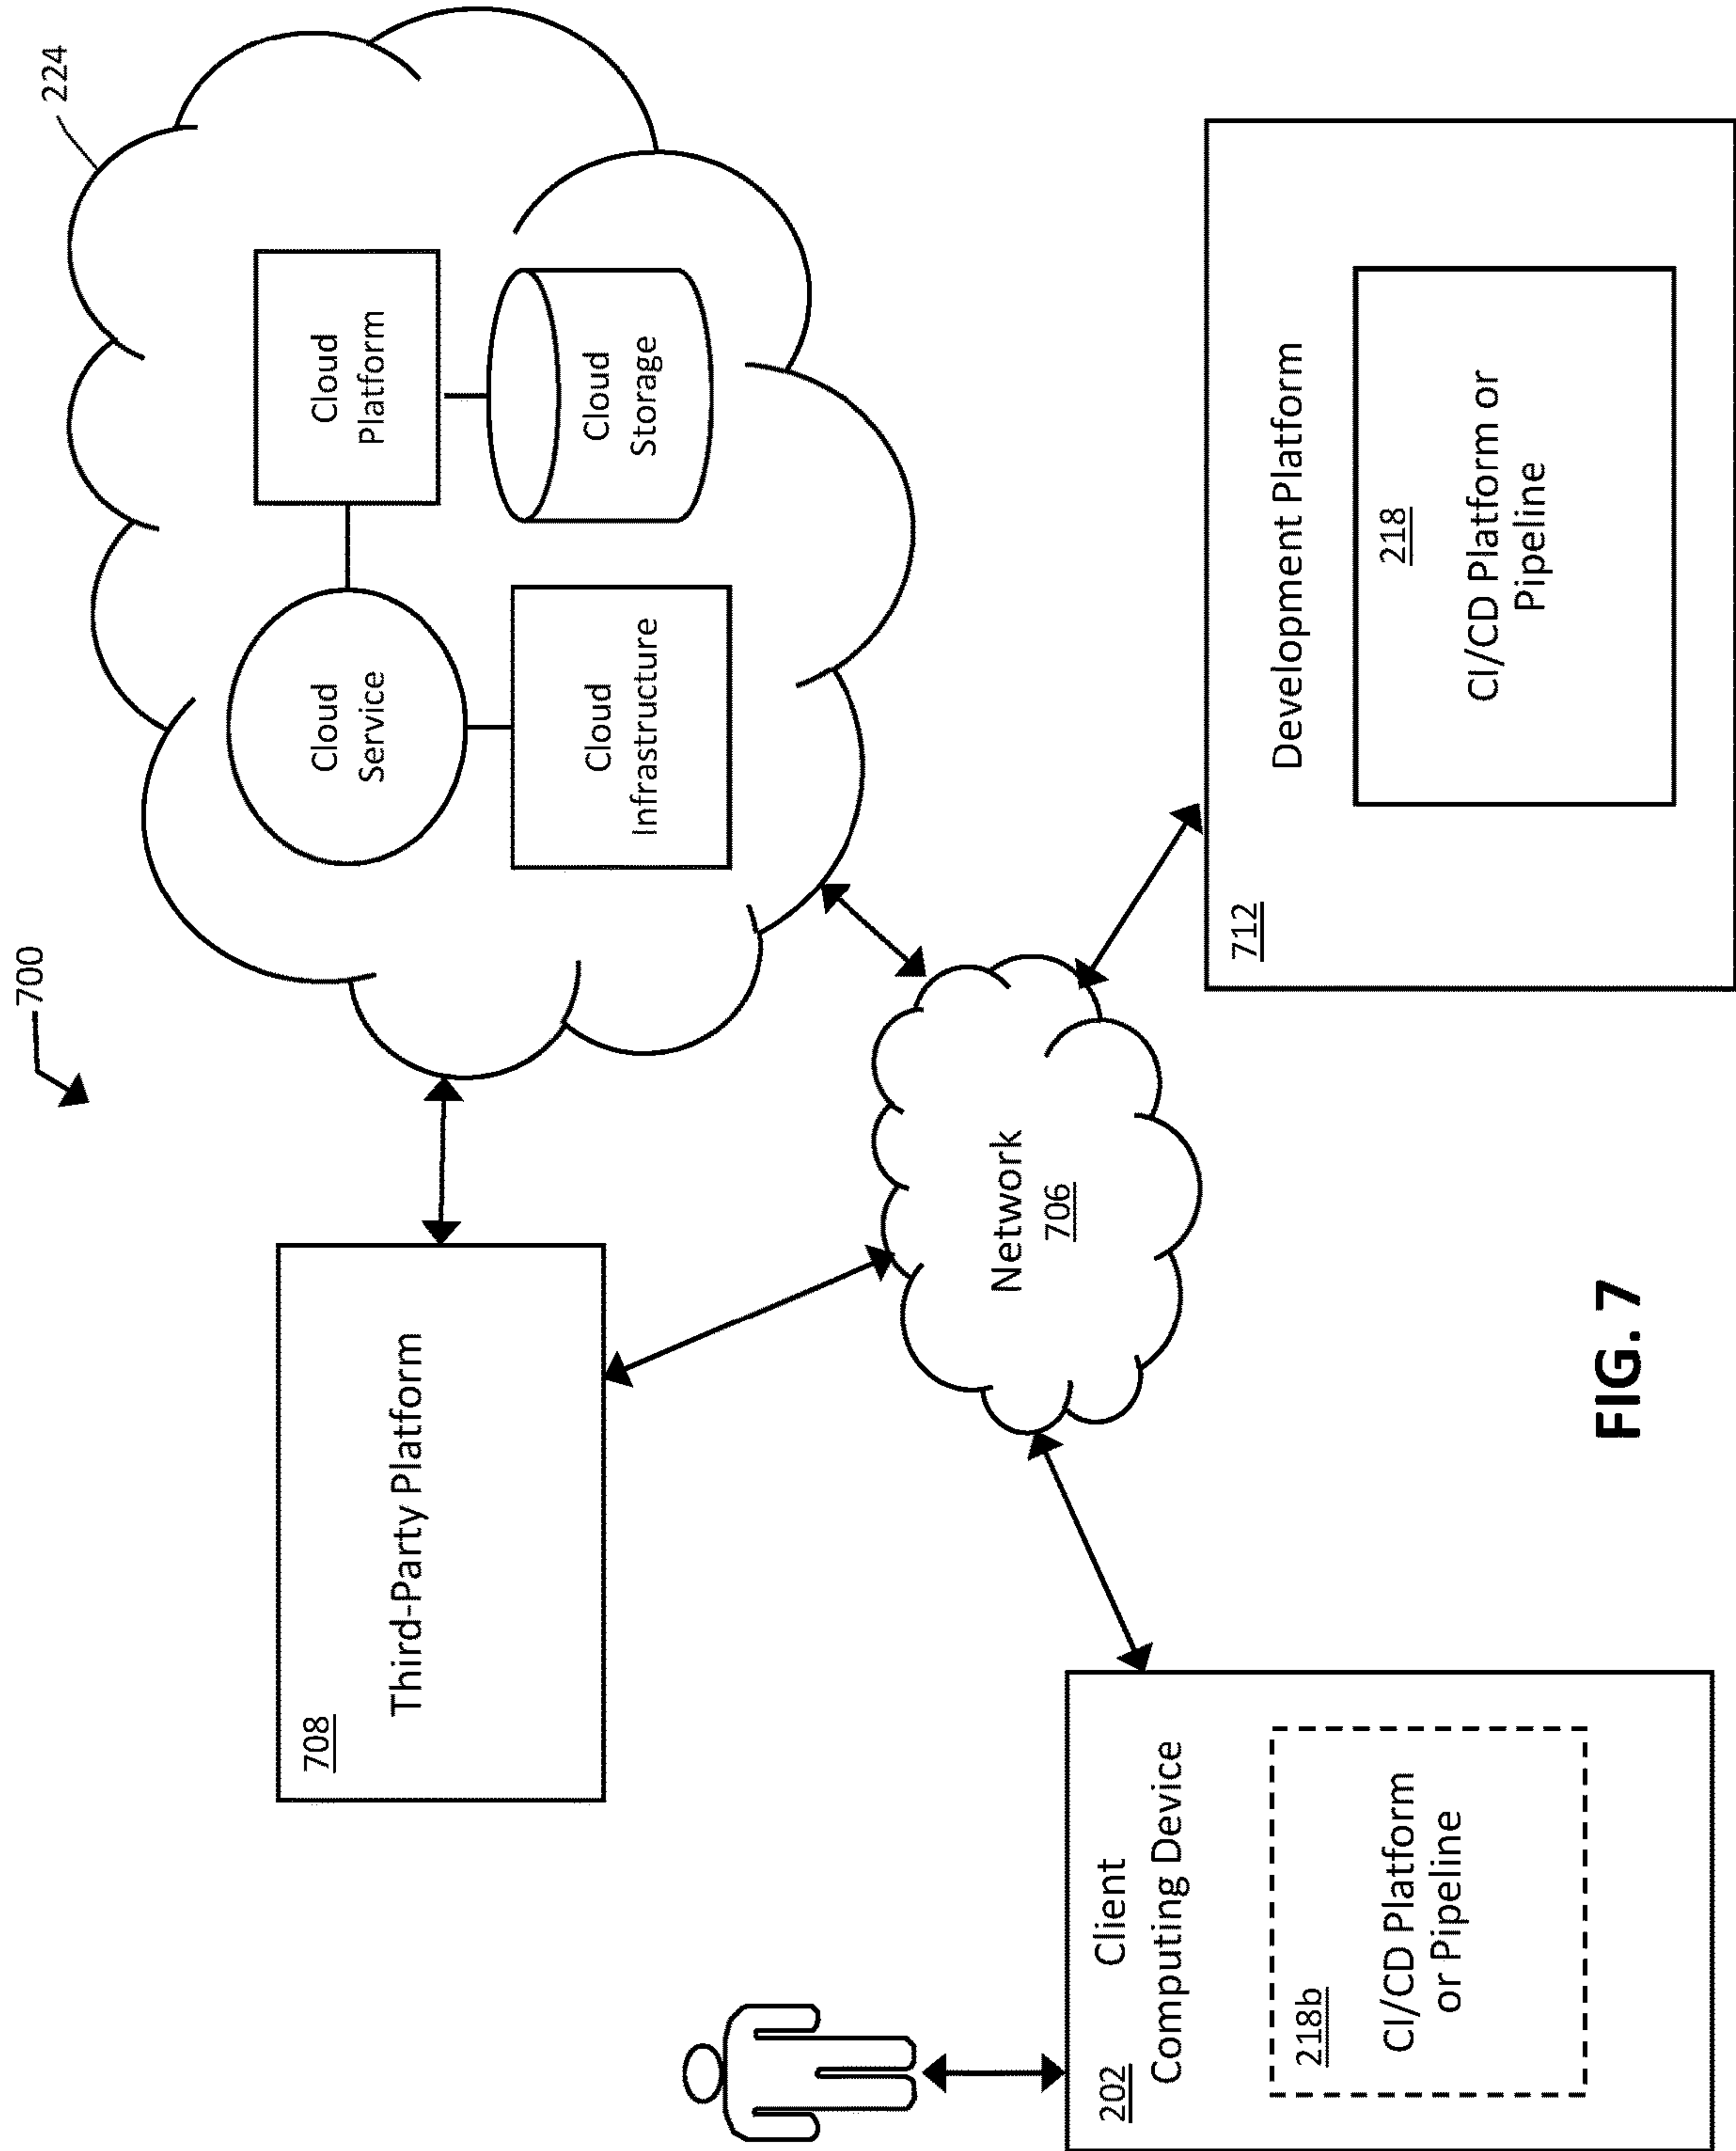 700
224
708
Third-Party Platform
Cloud
Service
Cloud
Platform
Cloud
Infrastructure
Cloud
Storage
Network
706
202
Client
Computing Device
218b
CI/CD Platform
or Pipeline
712
Development Platform
218
CI/CD Platform or
Pipeline
FIG. 7